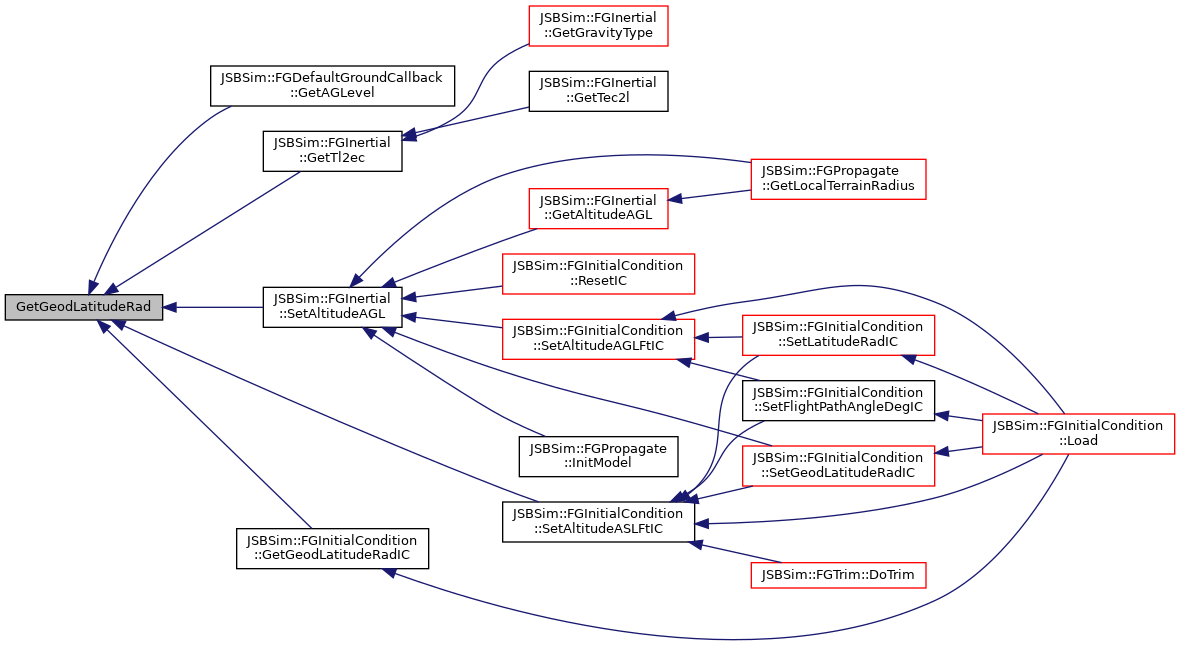 JSBSim::FGInertial
::GetGravityType
JSBSim::FGDefaultGroundCallback
::GetAGLevel
JSBSim::FGInertial
::GetTec2l
JSBSim::FGInertial
::GetTl2ec
JSBSim::FGPropagate
::GetLocalTerrainRadius
JSBSim::FGInertial
::GetAltitudeAGL
JSBSim::FGInitialCondition
::ResetIC
GetGeodLatitudeRad
JSBSim::FGInertial
::SetAltitudeAGL
JSBSim::FGInitialCondition
::SetAltitudeAGLFtIC
JSBSim::FGInitialCondition
::SetLatitudeRadIC
JSBSim::FGInitialCondition
::SetFlightPathAngleDegIC
JSBSim::FGInitialCondition
::Load
JSBSim::FGPropagate
::InitModel
JSBSim::FGInitialCondition
::SetGeodLatitudeRadIC
JSBSim::FGInitialCondition
::SetAltitudeASLFtIC
JSBSim::FGInitialCondition
::GetGeodLatitudeRadIC
JSBSim::FGTrim::DoTrim